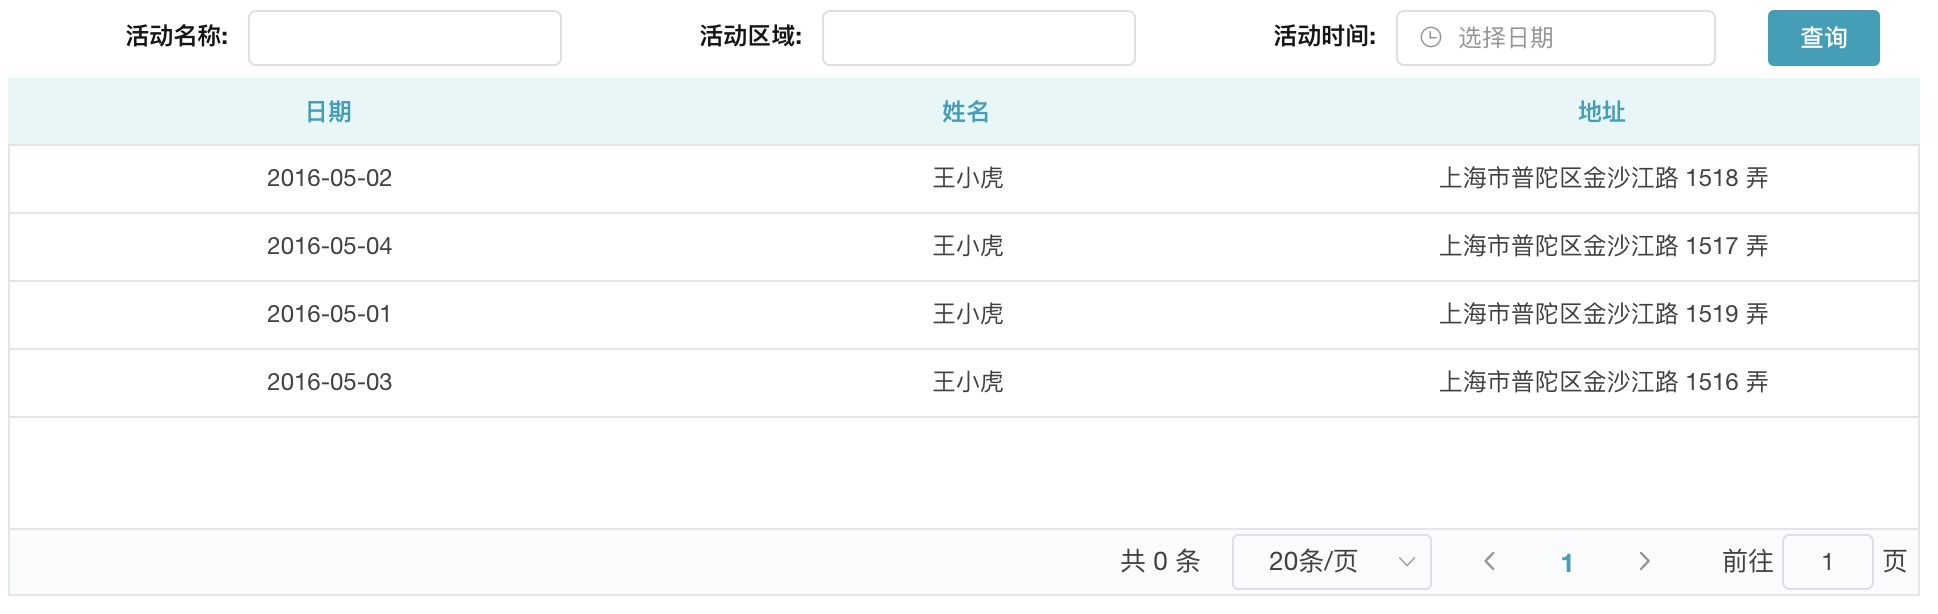 活动名称: 活动区域: 活动时间: 选择日期 查询
日期 姓名 地址
2016-05-02 王小虎 上海市普陀区金沙江路 1518 弄
2016-05-04 王小虎 上海市普陀区金沙江路 1517 弄
2016-05-01 王小虎 上海市普陀区金沙江路 1519 弄
2016-05-03 王小虎 上海市普陀区金沙江路 1516 弄
共 0 条 20条/页 1 前往 1 页